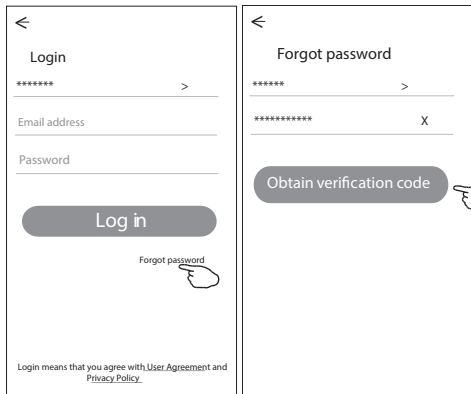 Login
******* >
Email address
Password
Log in
Forgot password
Login means that you agree with User Agreement and
Privacy Policy
Forgot password
****** >
*********** X
Obtain verification code